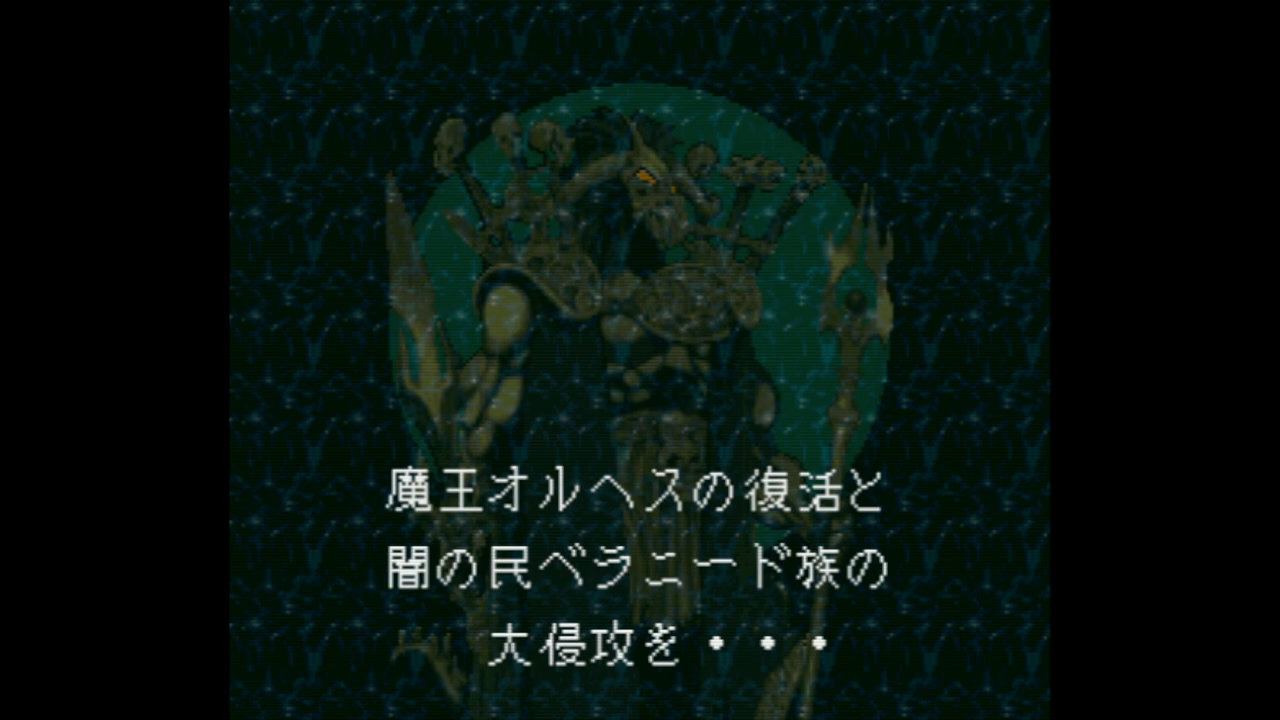 魔王オルヘスの復活と
闇の民ベラニード族の
大侵攻を・・・